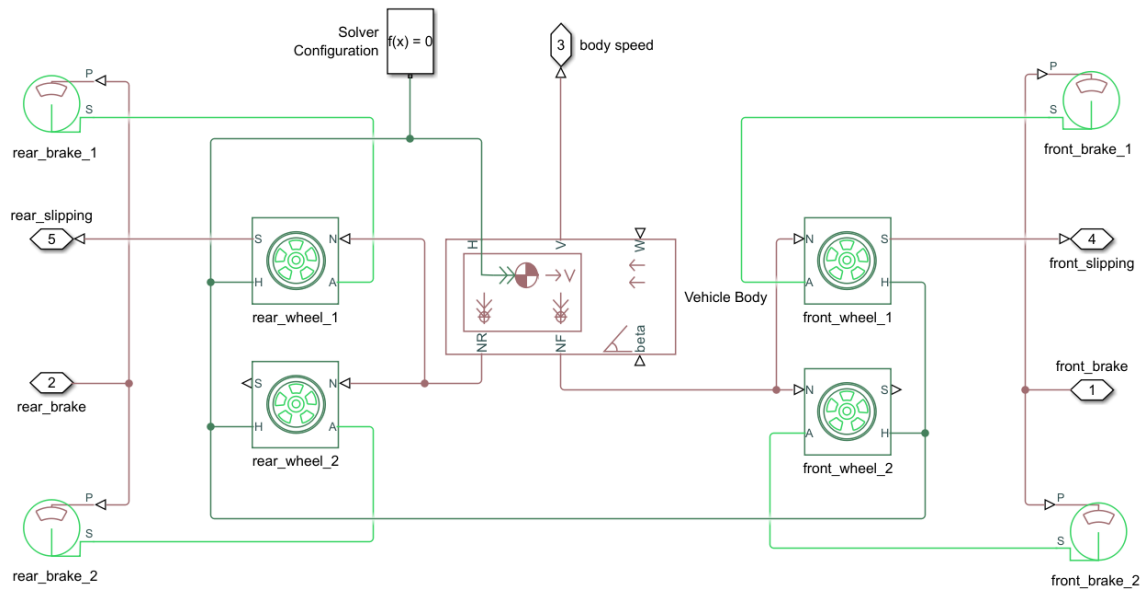 Solver
Configuration
f(x) = 0
3
body speed
P
S
rear_brake_1
P
S
front_brake_1
rear_slipping
5
S
N
H
A
rear_wheel_1
H
V
W
V
NR
NF
beta
Vehicle Body
N
S
A
H
front_wheel_1
4
front_slipping
2
rear_brake
S
N
H
A
rear_wheel_2
N
S
A
H
front_wheel_2
front_brake
1
P
S
rear_brake_2
P
S
front_brake_2